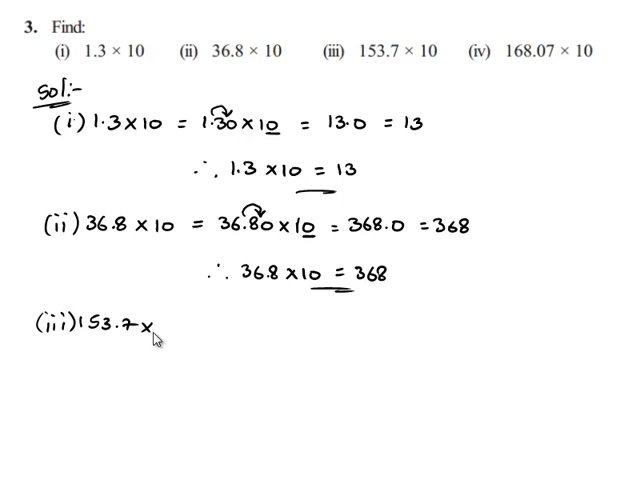 3. Find:
(i) 1.3 × 10 (ii) 36.8 × 10 (iii) 153.7 × 10 (iv) 168.07 × 10
Sol:-
(i) 1.3 × 10 = 1.30 × 10 = 13.0 = 13
∴ 1.3 × 10 = 13
(ii) 36.8 × 10 = 36.80 × 10 = 368.0 = 368
∴ 36.8 × 10 = 368
(iii) 153.7 ×